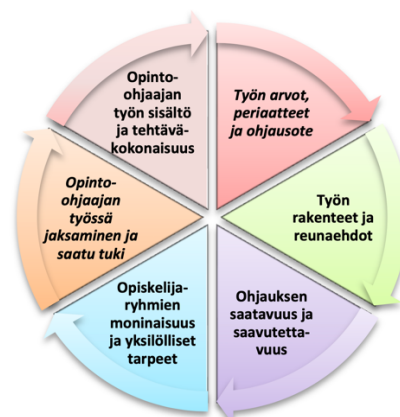 Opinto-
ohjaajan
työn sisältö
ja tehtävä-
kokonaisuus
Työn arvot,
periaatteet
ja ohjausote
Työn
rakenteet ja
reunaehdot
Ohjauksen
saatavuus ja
saavutetta-
vuus
Opiskelija-
ryhmien
moninaisuus
ja yksilölliset
tarpeet
Opinto-
ohjaajan
työssä
jaksaminen ja
saatu tuki